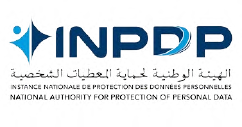 INPDP
الهيئة الوطنية لحماية المعطيات الشخصية
INSTANCE NATIONALE DE PROTECTION DES DONNÉES PERSONNELLES
NATIONAL AUTHORITY FOR PROTECTION OF PERSONAL DATA